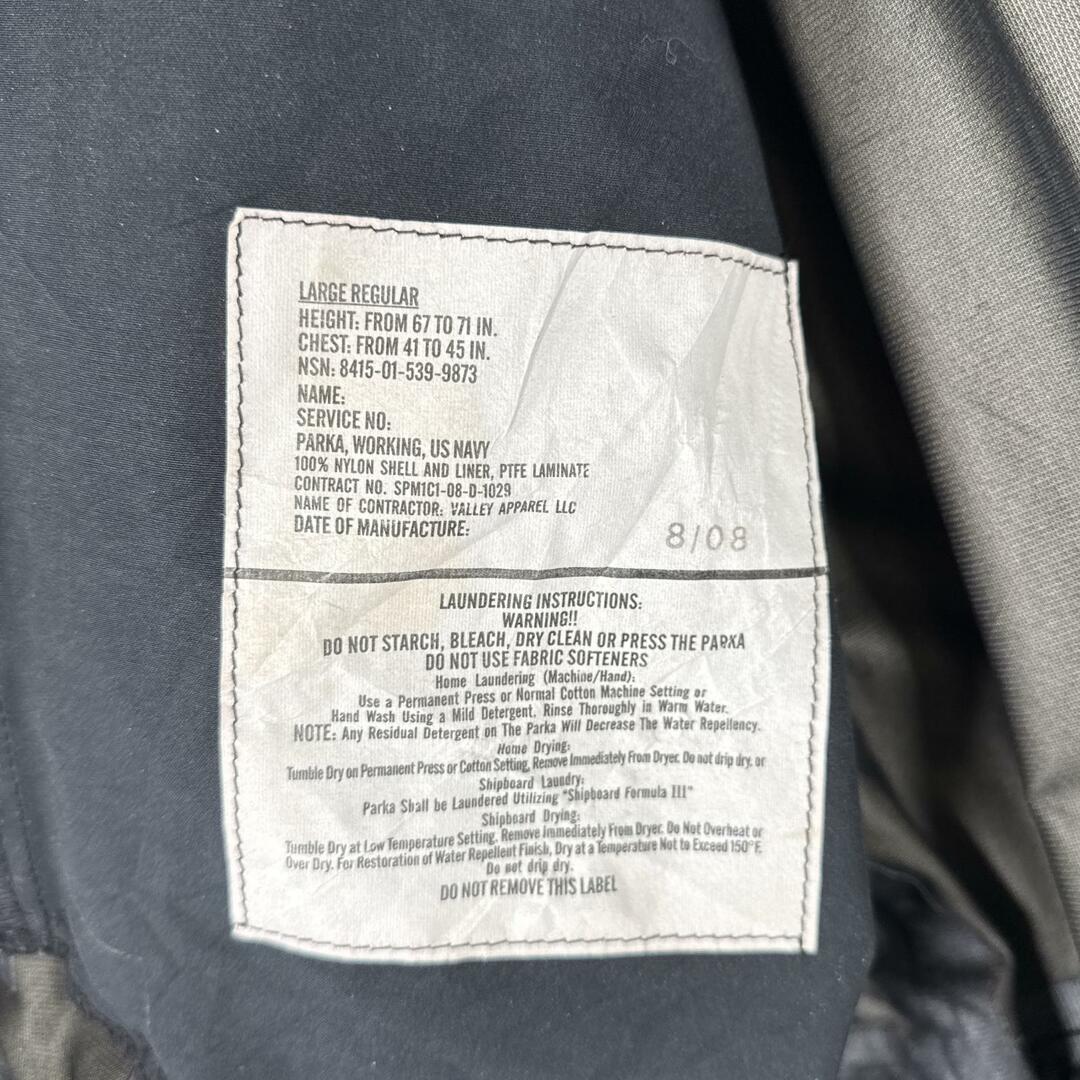 LARGE REGULAR
HEIGHT: FROM 67 TO 71 IN.
CHEST: FROM 41 TO 45 IN.
NSN: 8415-01-539-9873
NAME:
SERVICE NO:
PARKA, WORKING, US NAVY
100% NYLON SHELL AND LINER, PTFE LAMINATE
CONTRACT NO. SPM1C1-08-D-1029
NAME OF CONTRACTOR: VALLEY APPAREL LLC
DATE OF MANUFACTURE: 8/08
LAUNDERING INSTRUCTIONS:
WARNING!!
DO NOT STARCH, BLEACH, DRY CLEAN OR PRESS THE PARKA
DO NOT USE FABRIC SOFTENERS
Home Laundering (Machine/Hand):
Use a Permanent Press or Normal Cotton Machine Setting or
Hand Wash Using a Mild Detergent. Rinse Thoroughly in Warm Water.
NOTE: Any Residual Detergent on The Parka Will Decrease The Water Repellency.
Home Drying:
Tumble Dry on Permanent Press or Cotton Setting, Remove Immediately From Dryer. Do not drip dry. or
Shipboard Laundry:
Parka Shall be Laundered Utilizing "Shipboard Formula III"
Shipboard Drying:
Tumble Dry at Low Temperature Setting. Remove Immediately From Dryer. Do Not Overheat or
Over Dry. For Restoration of Water Repellent Finish, Dry at a Temperature Not to Exceed 150°F.
Do not drip dry.
DO NOT REMOVE THIS LABEL